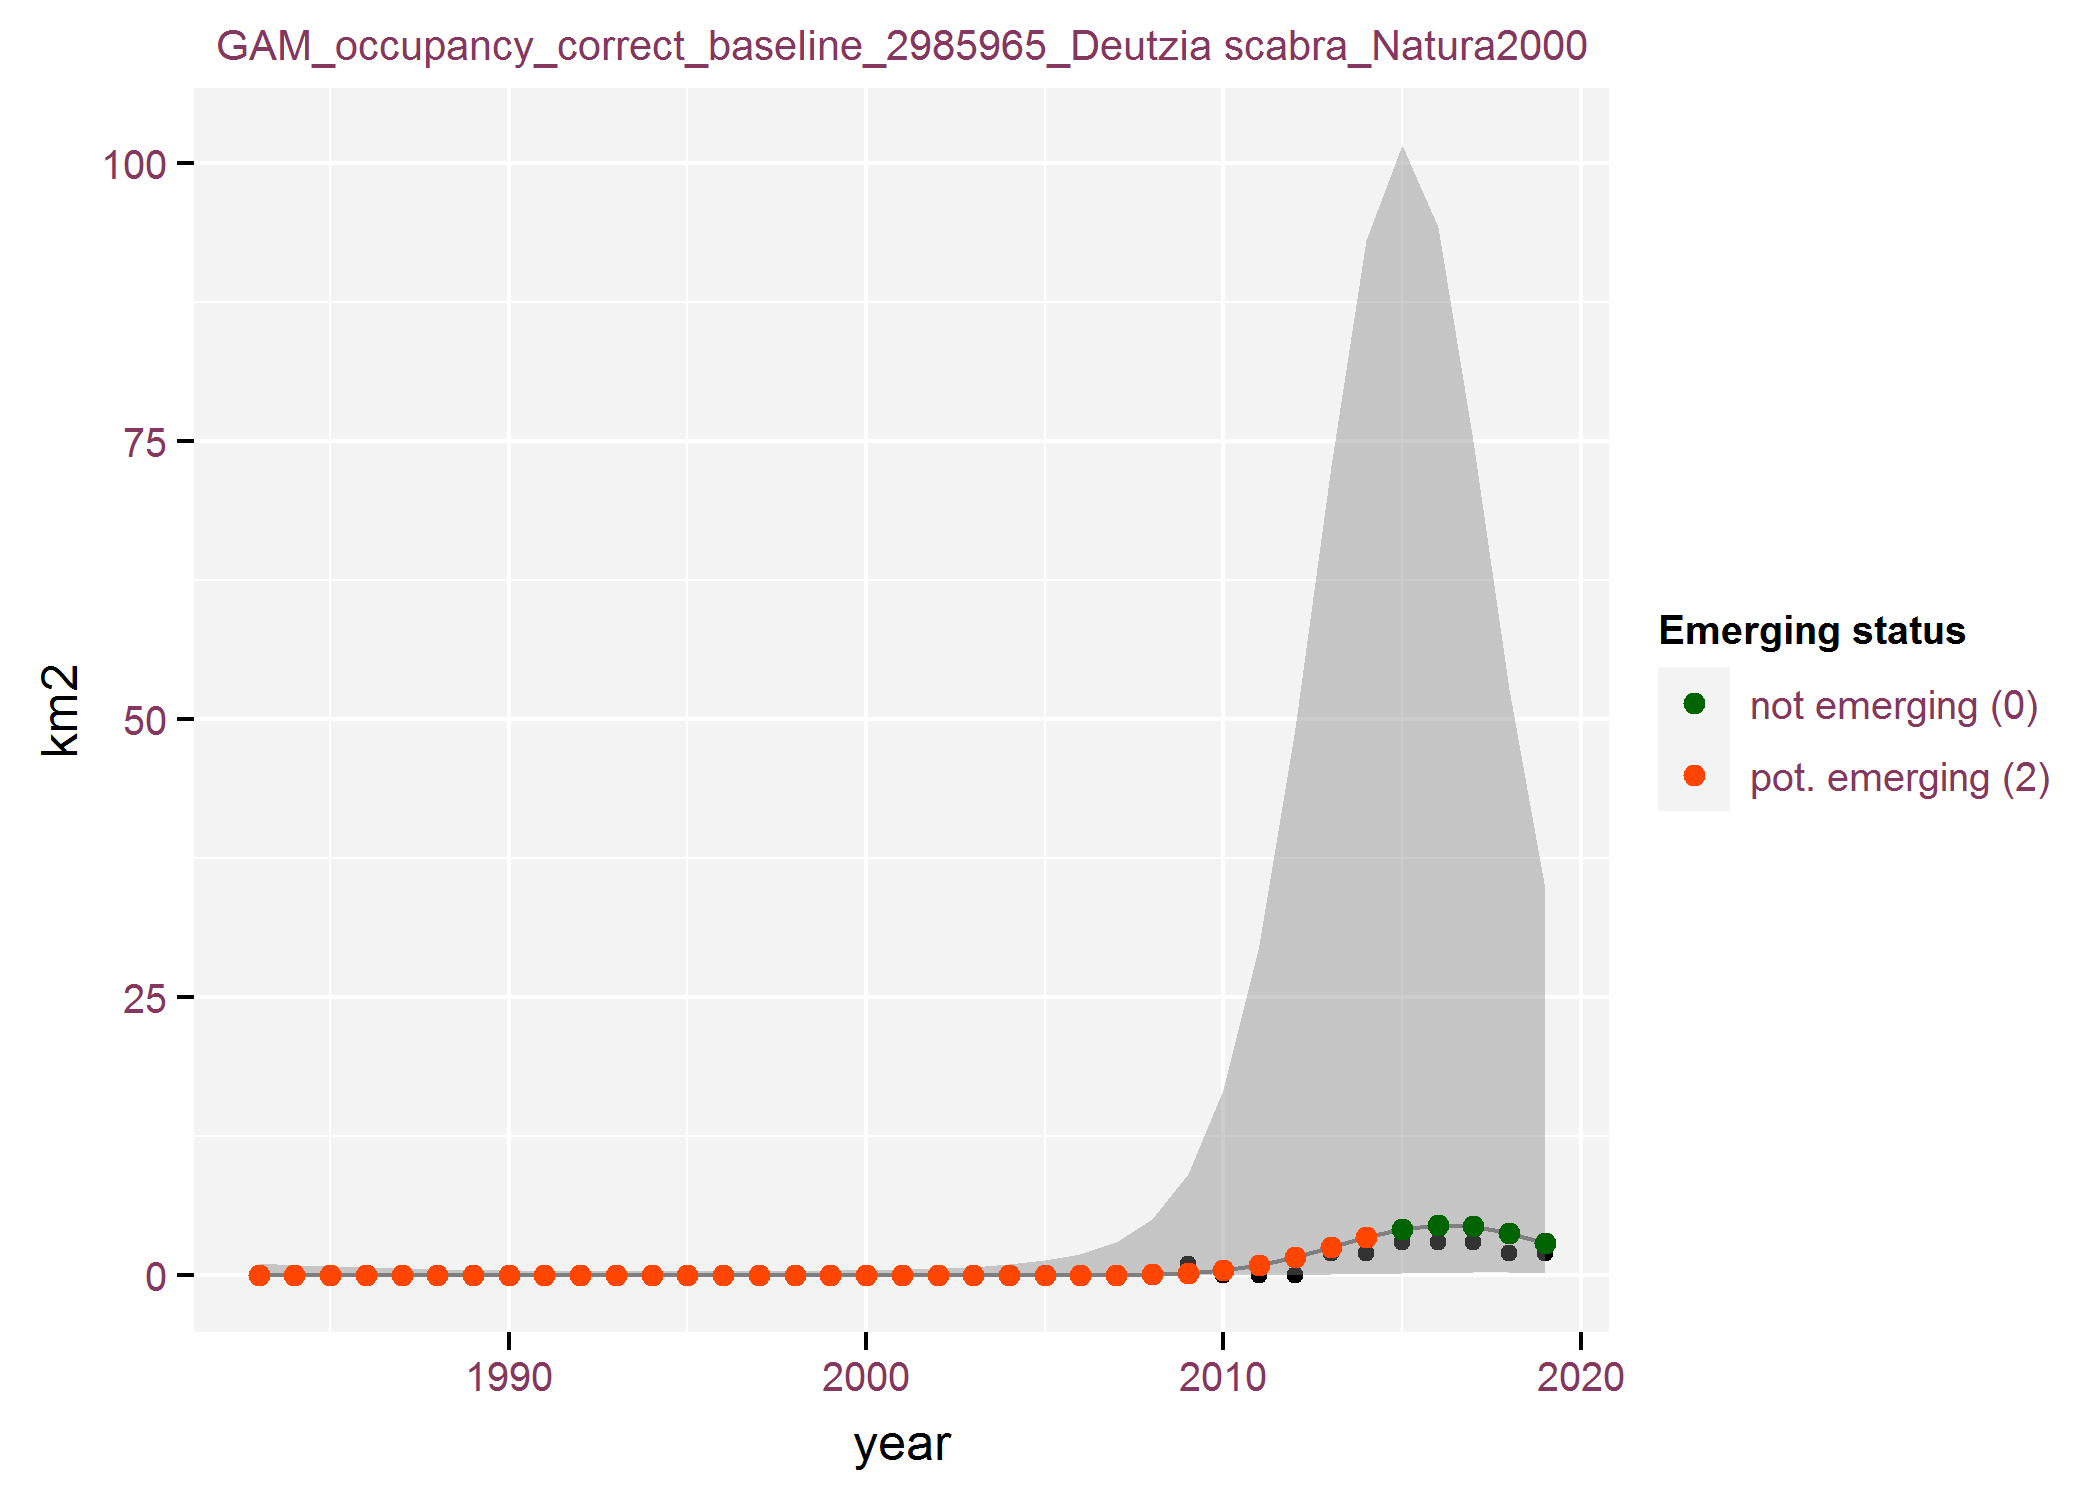 GAM_occupancy_correct_baseline_2985965_Deutzia scabra_Natura2000
100
75
50
25
0
km2
1990
2000
2010
2020
year
Emerging status
not emerging (0)
pot. emerging (2)